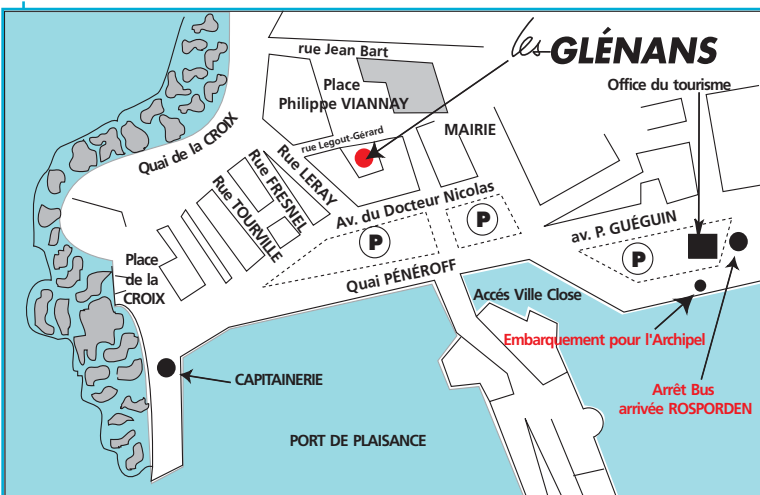 les GLÉNANS
rue Jean Bart
Place
Philippe VIANNAY
Office du tourisme
rue Legout-Gérard
MAIRIE
Quai de la CROIX
Rue LERAY
Rue FRESNEL
Rue TOURVILLE
Av. du Docteur Nicolas
P
P
av. P. GUÉGUIN
P
Place
de la
CROIX
Quai PÉNÉROFF
Accés Ville Close
Embarquement pour l'Archipel
CAPITAINERIE
Arrêt Bus
arrivée ROSPORDEN
PORT DE PLAISANCE